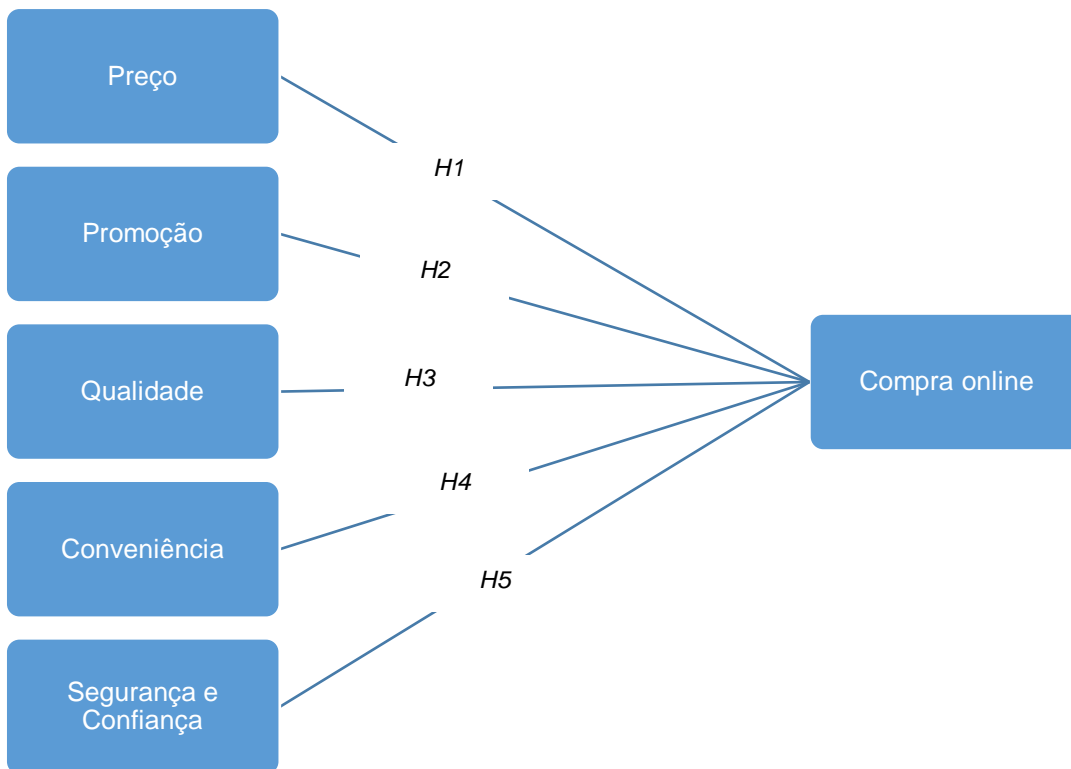 Preço
H1
Promoção
H2
Qualidade
H3
Compra online
Conveniência
H4
H5
Segurança e
Confiança